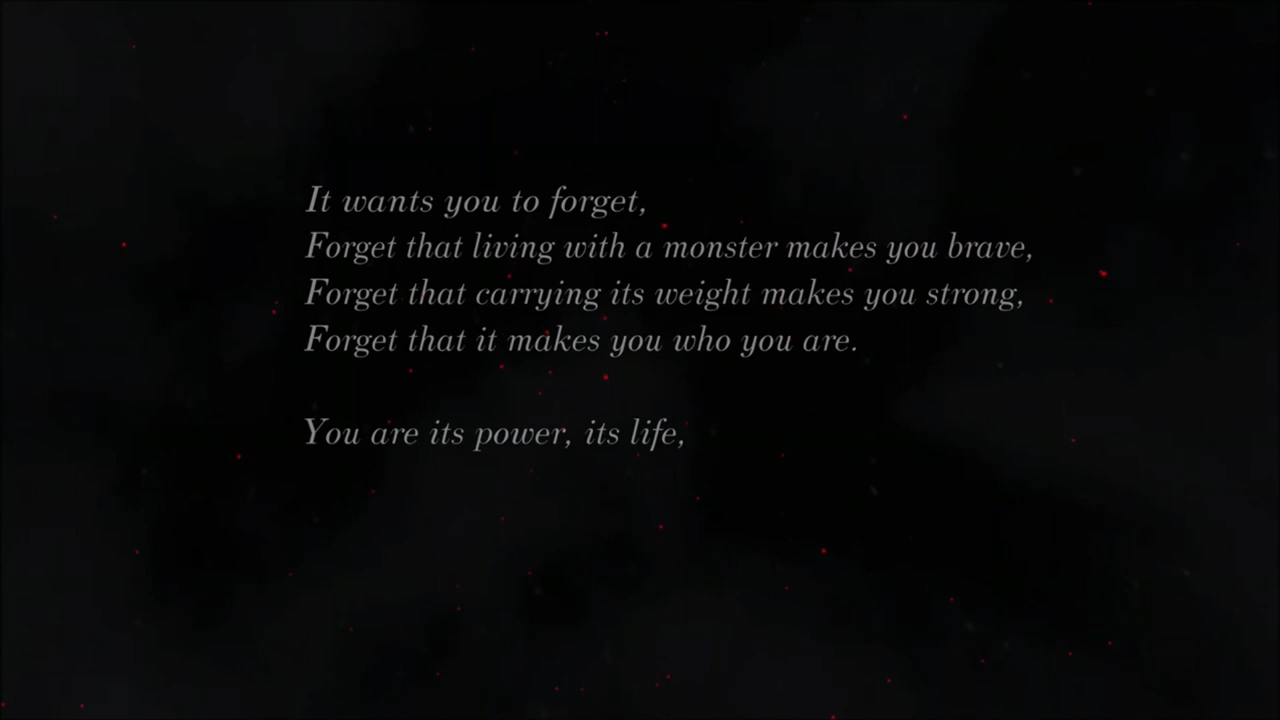 It wants you to forget,
Forget that living with a monster makes you brave,
Forget that carrying its weight makes you strong,
Forget that it makes you who you are.
You are its power, its life,